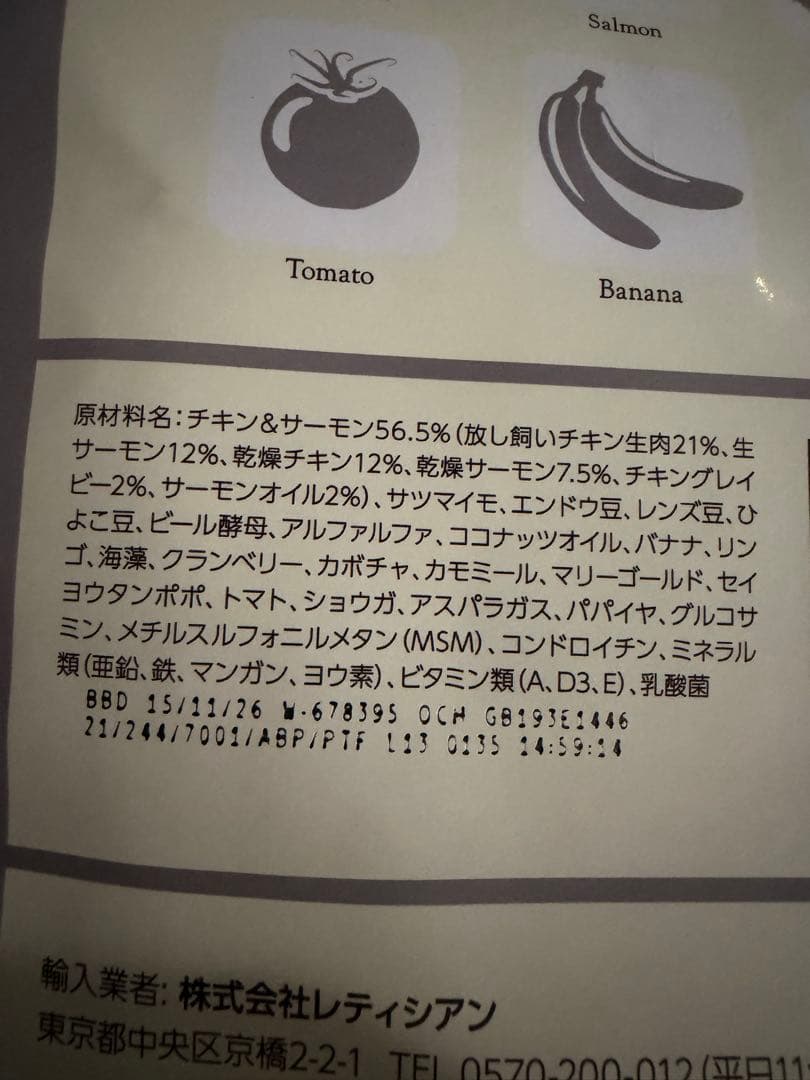 Salmon
Tomato
Banana
原材料名：チキン&サーモン56.5%（放し飼いチキン生肉21%、生
サーモン12%、乾燥チキン12%、乾燥サーモン7.5%、チキングレイ
ビー2%、サーモンオイル2%）、サツマイモ、エンドウ豆、レンズ豆、ひ
よこ豆、ビール酵母、アルファルファ、ココナッツオイル、バナナ、リン
ゴ、海藻、クランベリー、カボチャ、カモミール、マリーゴールド、セイ
ヨウタンポポ、トマト、ショウガ、アスパラガス、パパイヤ、グルコサ
ミン、メチルスルフォニルメタン（MSM）、コンドロイチン、ミネラル
類（亜鉛、鉄、マンガン、ヨウ素）、ビタミン類（A、D3、E）、乳酸菌
BBD 15/11/26 W-678395 OCH GB193E1446
21/244/7001/ABP/PTF L13 0135 14:59:14
輸入業者: 株式会社レティシアン
東京都中央区京橋2-2-1 TEL 0570-200-012（平日11